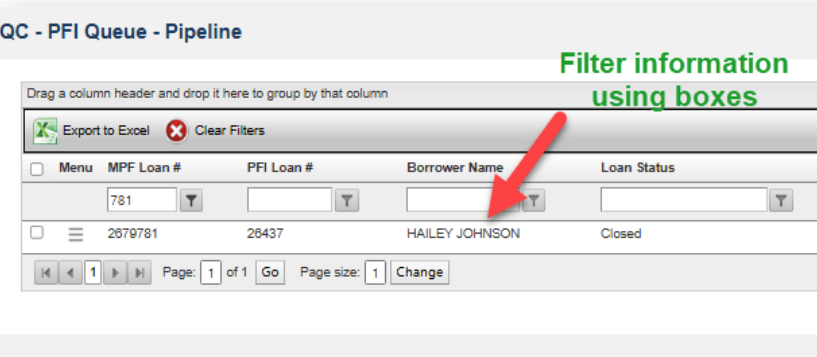 QC - PFI Queue - Pipeline
Filter information
using boxes
Drag a column header and drop it here to group by that column
Export to Excel Clear Filters
Menu MPF Loan # PFI Loan # Borrower Name Loan Status
781
2679781 26437 HAILEY JOHNSON Closed
1 Page: 1 of 1 Go Page size: 1 Change